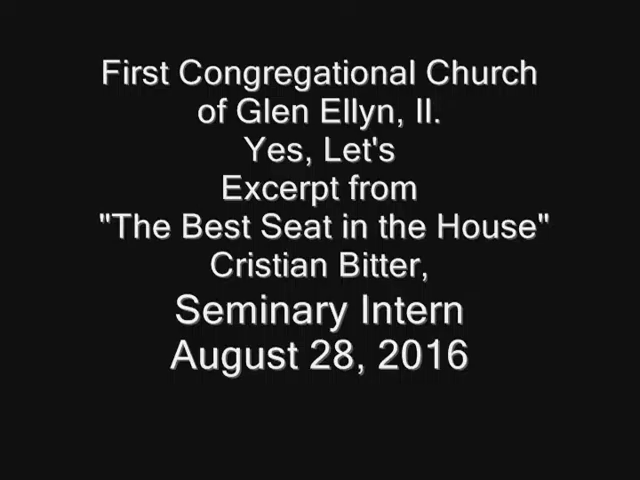 First Congregational Church
of Glen Ellyn, Il.
Yes, Let's
Excerpt from
"The Best Seat in the House"
Cristian Bitter,
Seminary Intern
August 28, 2016